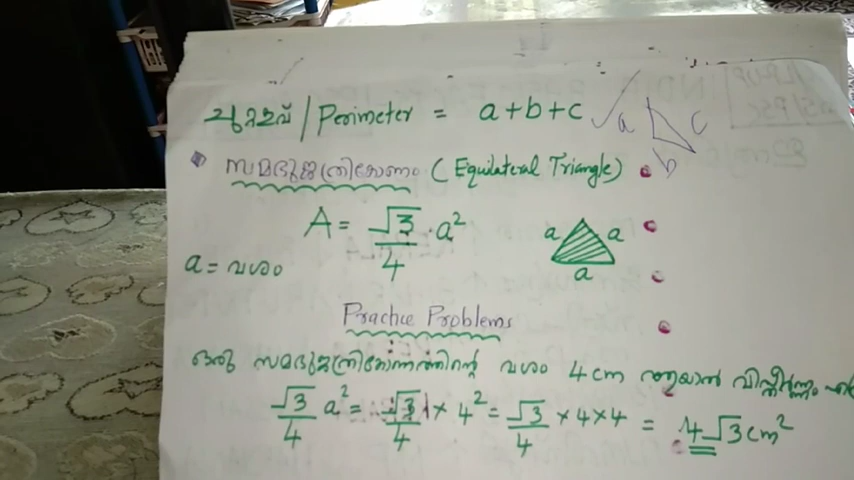 ചുറ്റളവ് / Perimeter = a+b+c ✓ a b c
സമഭുജത്രികോണം (Equilateral Triangle)
A = √3/4 · a²
a a a
a = വശം
Practice Problems
ഒരു സമഭുജത്രികോണത്തിന്റെ വശം 4cm ആയാൽ വിസ്തീർണ്ണം
√3/4 a² = √3/4 × 4² = √3/4 × 4 × 4 = 4√3 cm²